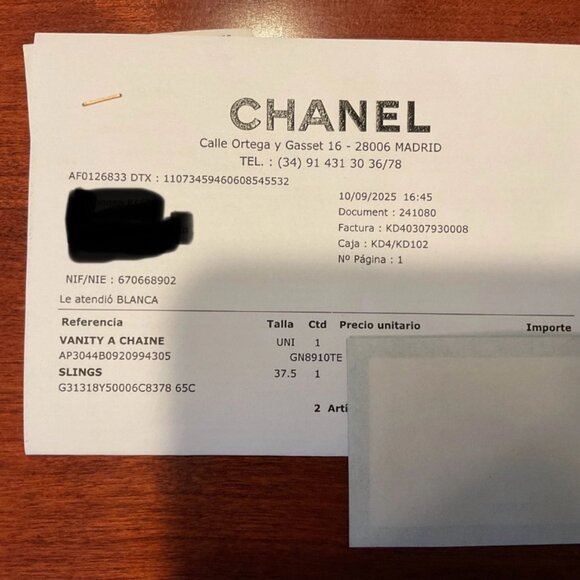 CHANEL
Calle Ortega y Gasset 16 - 28006 MADRID
TEL. : (34) 91 431 30 36/78
AF0126833 DTX : 11073459460608545532
10/09/2025 16:45
Document : 241080
Factura : KD40307930008
Caja : KD4/KD102
Nº Página : 1
NIF/NIE : 670668902
Le atendió BLANCA
Referencia Talla Ctd Precio unitario Importe
VANITY A CHAINE UNI 1
AP3044B0920994305 GN8910TE
SLINGS 37.5 1
G31318Y50006C8378 65C
2 Artí